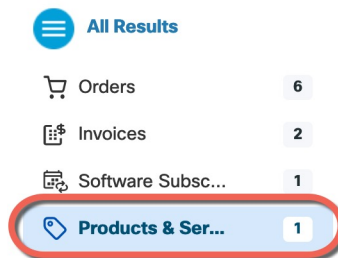 All Results
Orders 6
Invoices 2
Software Subsc... 1
Products & Ser... 1